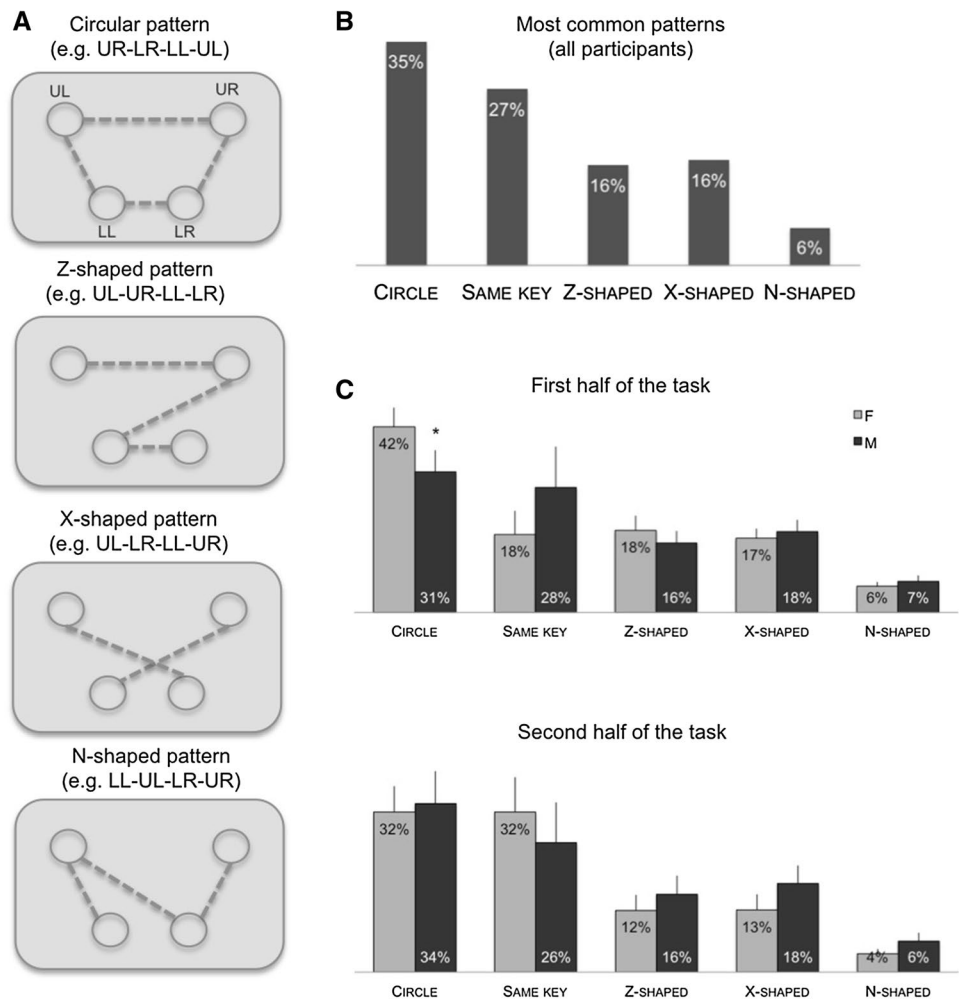 A
Circular pattern
(e.g. UR-LR-LL-UL)
UL
UR
LL
LR
Z-shaped pattern
(e.g. UL-UR-LL-LR)
X-shaped pattern
(e.g. UL-LR-LL-UR)
N-shaped pattern
(e.g. LL-UL-LR-UR)
B
Most common patterns
(all participants)
35%
27%
16%
16%
6%
CIRCLE
SAME KEY
Z-SHAPED
X-SHAPED
N-SHAPED
C
First half of the task
F
M
42%
*
31%
18%
28%
18%
16%
17%
18%
6%
7%
CIRCLE
SAME KEY
Z-SHAPED
X-SHAPED
N-SHAPED
Second half of the task
32%
34%
32%
26%
12%
16%
13%
18%
4%
6%
CIRCLE
SAME KEY
Z-SHAPED
X-SHAPED
N-SHAPED